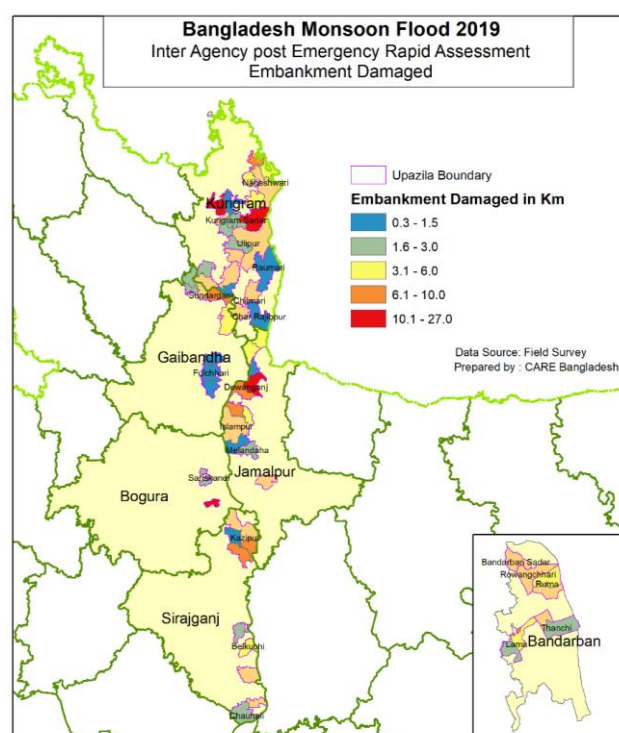 Bangladesh Monsoon Flood 2019
Inter Agency post Emergency Rapid Assessment
Embankment Damaged
Upazila Boundary
Embankment Damaged in Km
0.3 - 1.5
1.6 - 3.0
3.1 - 6.0
6.1 - 10.0
10.1 - 27.0
Data Source: Field Survey
Prepared by : CARE Bangladesh
Nageshwari
Kurigram
Kurigram Sadar
Ulipur
Raumari
Sundarganj
Chilmari
Char Rajibpur
Gaibandha
Fulchhari
Dewanganj
Islampur
Melandaha
Jamalpur
Sariakandi
Bogura
Kazipur
Sirajganj
Belkuchi
Chauhali
Bandarban Sadar
Rowangchhari
Ruma
Thanchi
Lama
Bandarban